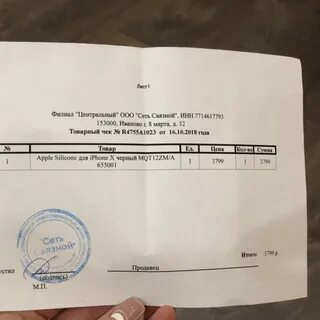 Лист1
Филиал "Центральный" ООО "Сеть Связной", ИНН 7714617793
153000, Иваново г, 8 марта, д. 32
Товарный чек № R4755A1023 от 16.10.2018 года
№ Товар Ед. Цена Кол-во Сумма
1 Apple Silicone для iPhone X черный MQT12ZM/A 1 3799 1 3799
655001
Сеть
Связной
Итого: 3799 р.
устил Продавец
(подпись)
М.П.